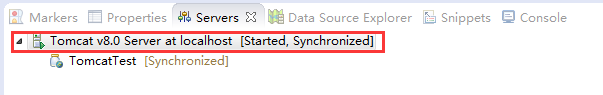 Markers Properties Servers Data Source Explorer Snippets Console
Tomcat v8.0 Server at localhost [Started, Synchronized]
TomcatTest [Synchronized]